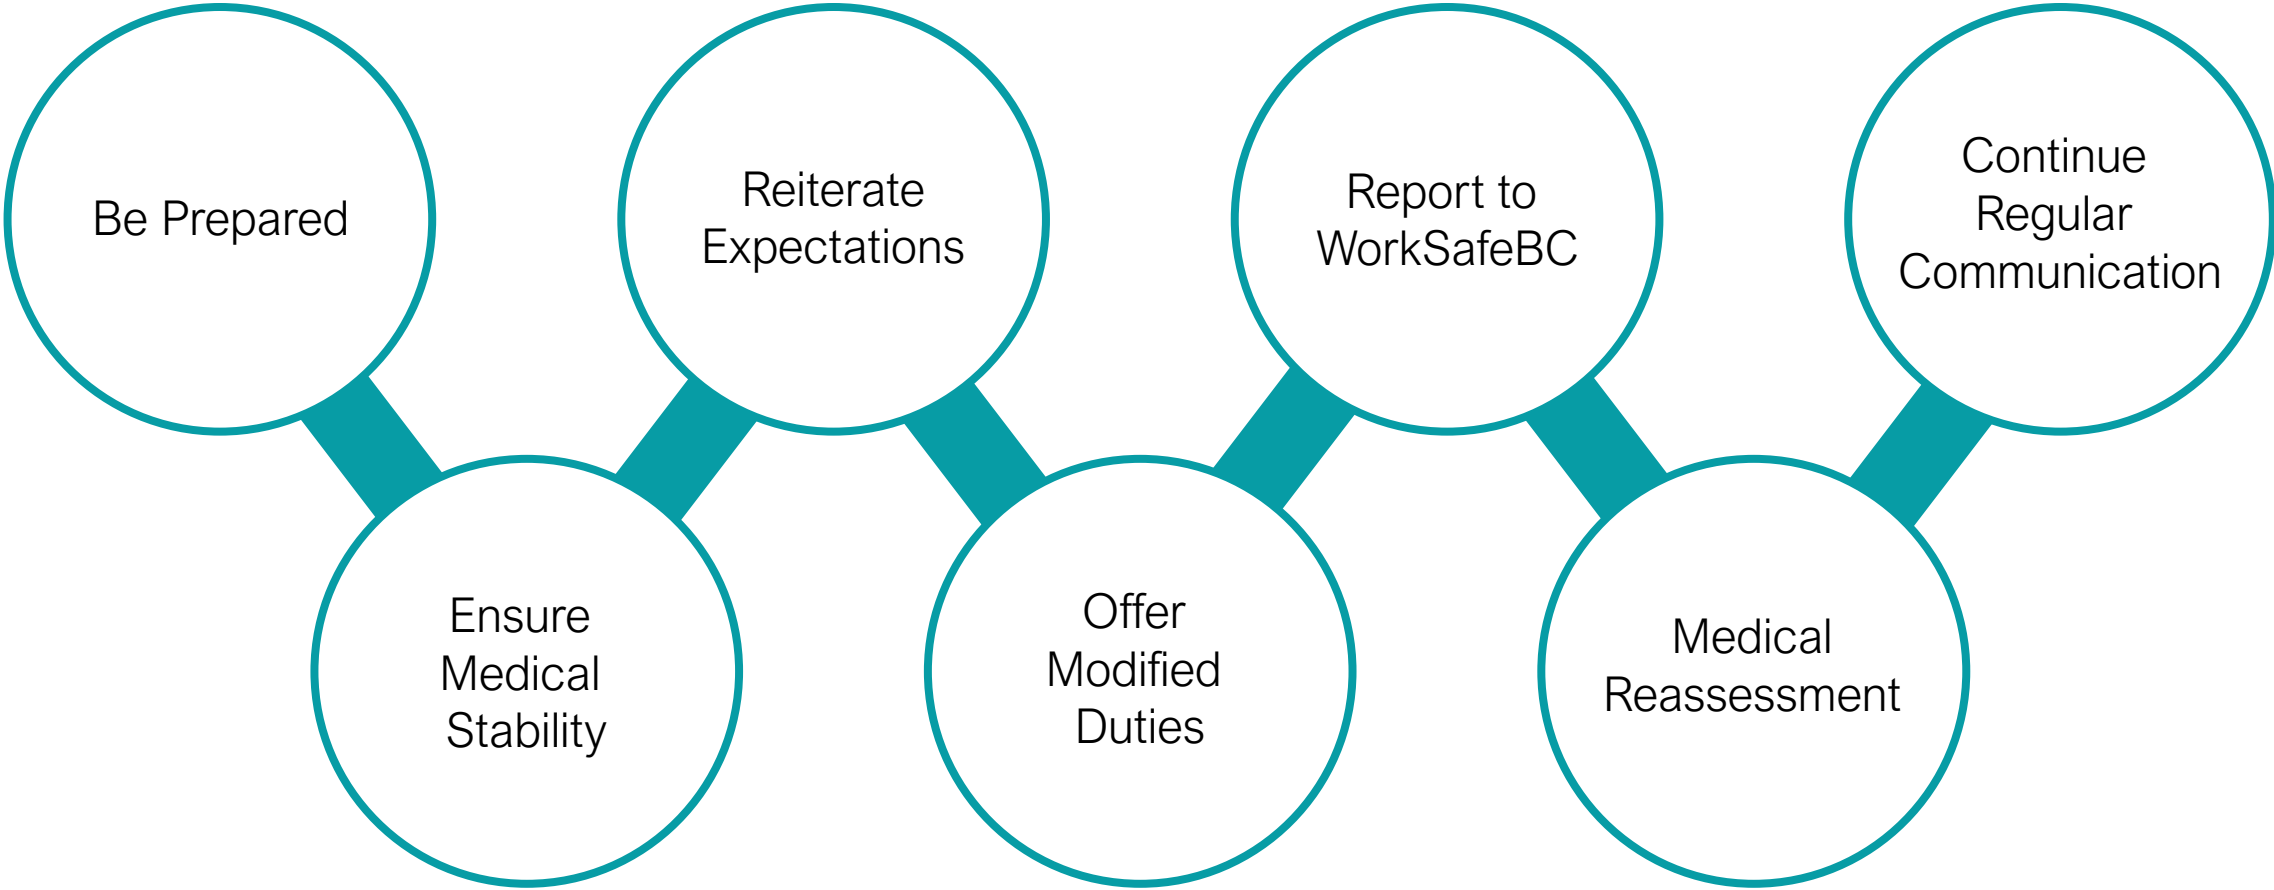 Be Prepared
Ensure
Medical
Stability
Reiterate
Expectations
Offer
Modified
Duties
Report to
WorkSafeBC
Medical
Reassessment
Continue
Regular
Communication